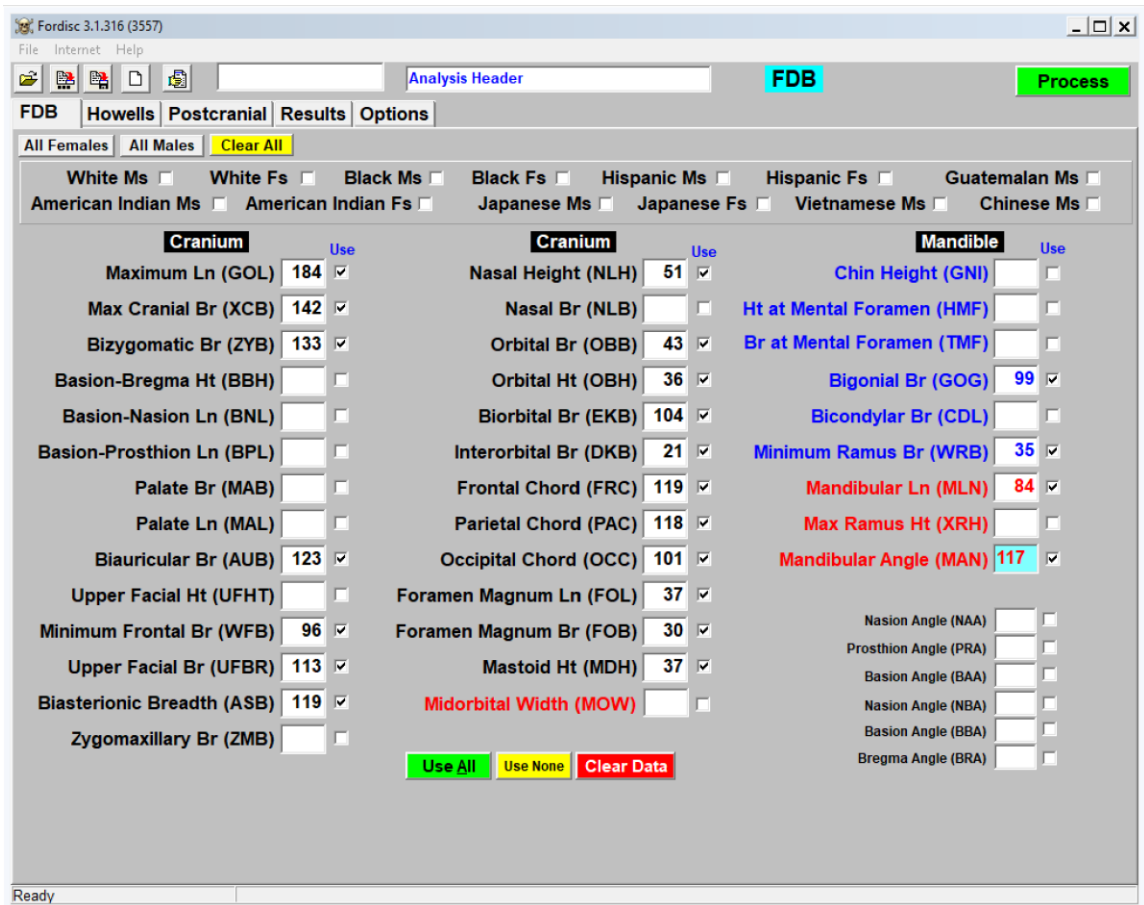 Fordisc 3.1.316 (3557)
File Internet Help
Analysis Header FDB Process
FDB Howells Postcranial Results Options
All Females All Males Clear All
White Ms White Fs Black Ms Black Fs Hispanic Ms Hispanic Fs Guatemalan Ms
American Indian Ms American Indian Fs Japanese Ms Japanese Fs Vietnamese Ms Chinese Ms
Cranium Use
Maximum Ln (GOL) 184
Max Cranial Br (XCB) 142
Bizygomatic Br (ZYB) 133
Basion-Bregma Ht (BBH)
Basion-Nasion Ln (BNL)
Basion-Prosthion Ln (BPL)
Palate Br (MAB)
Palate Ln (MAL)
Biauricular Br (AUB) 123
Upper Facial Ht (UFHT)
Minimum Frontal Br (WFB) 96
Upper Facial Br (UFBR) 113
Biasterionic Breadth (ASB) 119
Zygomaxillary Br (ZMB)
Cranium Use
Nasal Height (NLH) 51
Nasal Br (NLB)
Orbital Br (OBB) 43
Orbital Ht (OBH) 36
Biorbital Br (EKB) 104
Interorbital Br (DKB) 21
Frontal Chord (FRC) 119
Parietal Chord (PAC) 118
Occipital Chord (OCC) 101
Foramen Magnum Ln (FOL) 37
Foramen Magnum Br (FOB) 30
Mastoid Ht (MDH) 37
Midorbital Width (MOW)
Use All Use None Clear Data
Mandible Use
Chin Height (GNI)
Ht at Mental Foramen (HMF)
Br at Mental Foramen (TMF)
Bigonial Br (GOG) 99
Bicondylar Br (CDL)
Minimum Ramus Br (WRB) 35
Mandibular Ln (MLN) 84
Max Ramus Ht (XRH)
Mandibular Angle (MAN) 117
Nasion Angle (NAA)
Prosthion Angle (PRA)
Basion Angle (BAA)
Nasion Angle (NBA)
Basion Angle (BBA)
Bregma Angle (BRA)
Ready